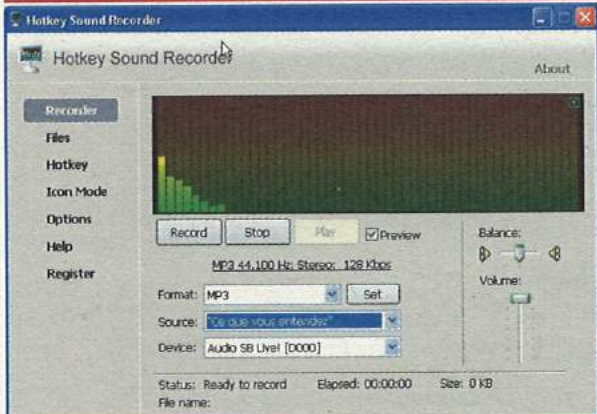 Hotkey Sound Recorder
Hotkey Sound Recorder
About
Recorder
Files
Hotkey
Icon Mode
Options
Help
Register
Record Stop Play Preview
MP3 44,100 Hz; Stereo; 128 Kbps
Format: MP3 Set
Source: "Ce que vous entendez"
Device: Audio SB Live! [D000]
Balance:
Volume:
Status: Ready to record Elapsed: 00:00:00 Size: 0 KB
File name: